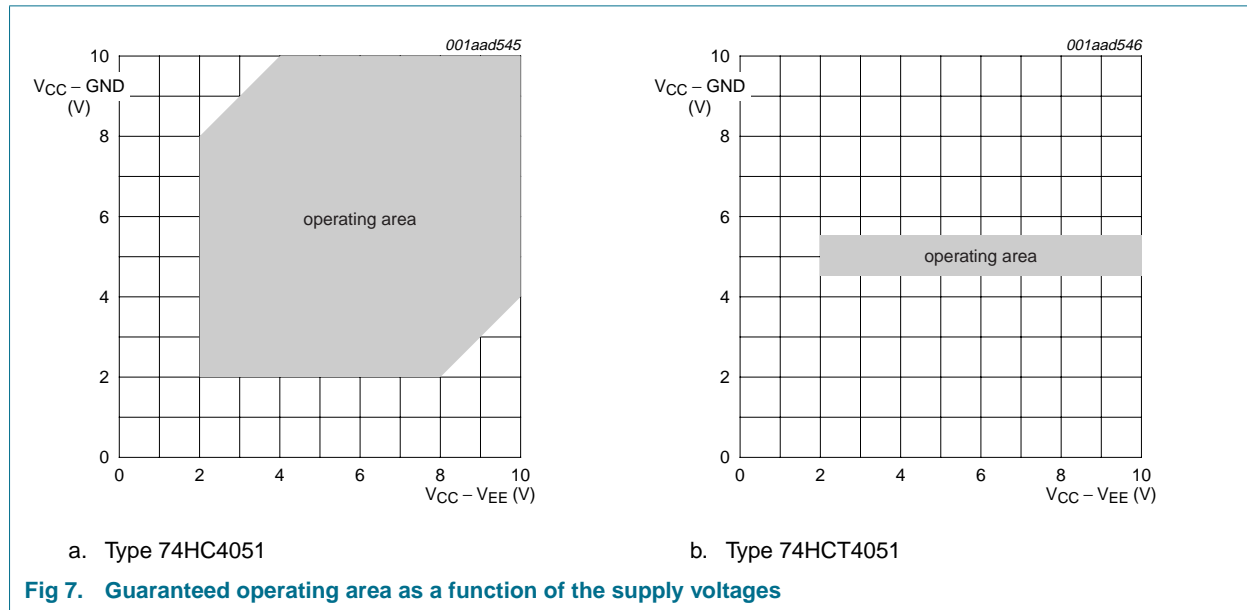 001aad545
10
VCC – GND
(V)
8
6
4
2
0
operating area
0 2 4 6 8 10
VCC – VEE (V)
a. Type 74HC4051
001aad546
10
VCC – GND
(V)
8
6
4
2
0
operating area
0 2 4 6 8 10
VCC – VEE (V)
b. Type 74HCT4051
Fig 7. Guaranteed operating area as a function of the supply voltages